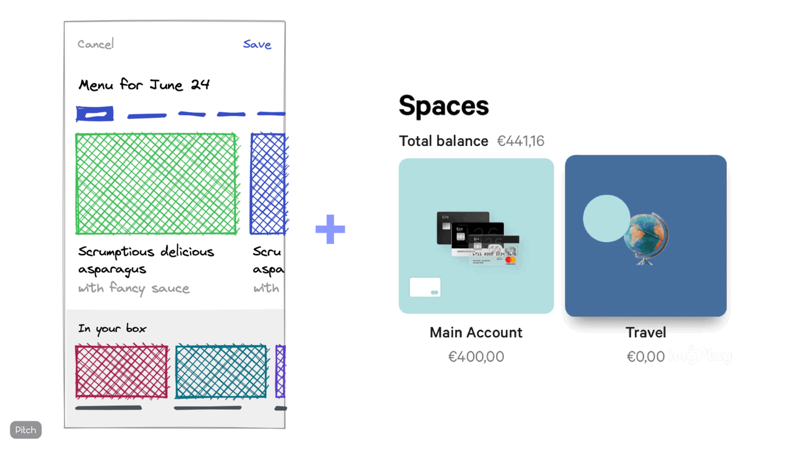 Cancel
Save
Menu for June 24
Scrumptious delicious
asparagus
with fancy sauce
Scru
aspa
with
In your box
Spaces
Total balance €441,16
Main Account
€400,00
Travel
€0,00
Pitch